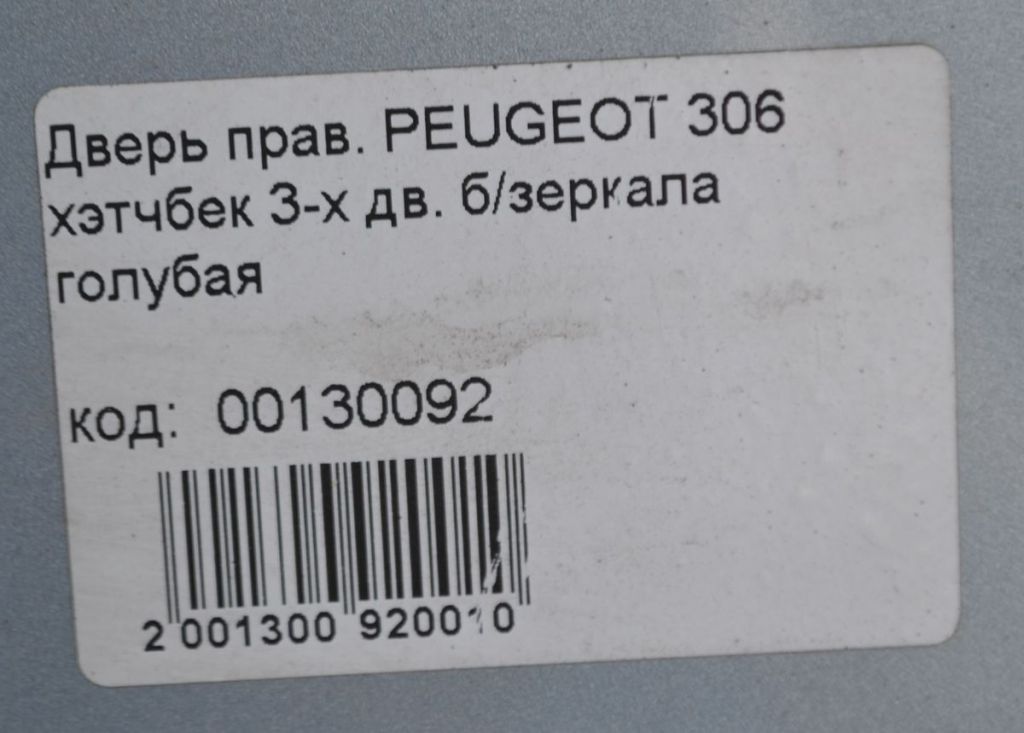 Дверь прав. PEUGEOT 306
хэтчбек 3-х дв. б/зеркала
голубая
код: 00130092
2 001300 920010